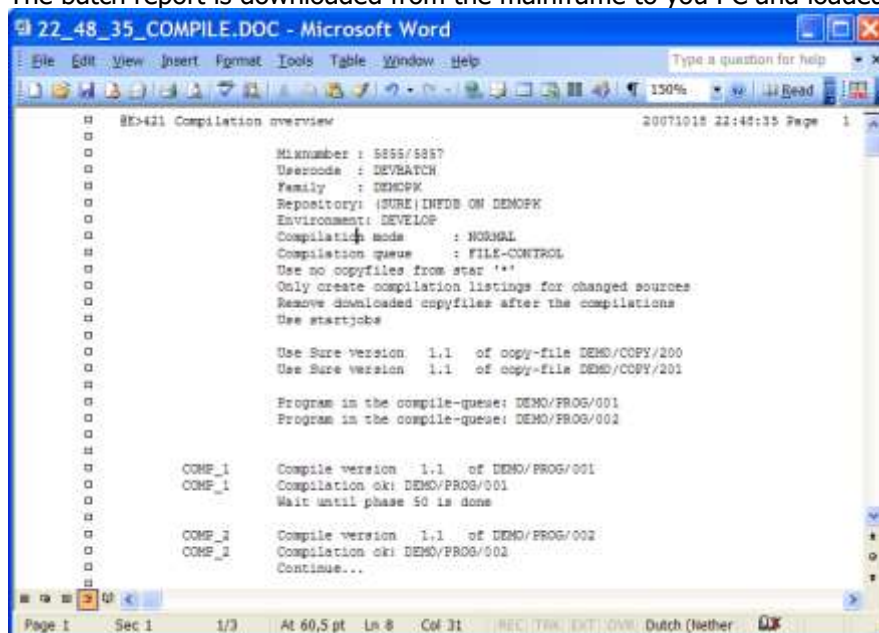 The batch report is downloaded from the mainframe to you PC and loaded
22_48_35_COMPILE.DOC - Microsoft Word
File Edit View Insert Format Tools Table Window Help Type a question for help
150% Read
BK>421 Compilation overview 20071018 22:48:35 Page 1
Mixnumber : 5855/5857
Usercode : DEVBATCH
Family : DEMOPK
Repository: (SURE)INFDB ON DEMOPK
Environment: DEVELOP
Compilation mode : NORMAL
Compilation queue : FILE-CONTROL
Use no copyfiles from star '*'
Only create compilation listings for changed sources
Remove downloaded copyfiles after the compilations
Use startjobs
Use Sure version 1.1 of copy-file DEMO/COPY/200
Use Sure version 1.1 of copy-file DEMO/COPY/201
Program in the compile-queue: DEMO/PROG/001
Program in the compile-queue: DEMO/PROG/002
COMP_1 Compile version 1.1 of DEMO/PROG/001
COMP_1 Compilation ok: DEMO/PROG/001
Wait until phase 50 is done
COMP_2 Compile version 1.1 of DEMO/PROG/002
COMP_2 Compilation ok: DEMO/PROG/002
Continue...
Page 1 Sec 1 1/3 At 60,5 pt Ln 8 Col 31 REC TRK EXT OVR Dutch (Nether